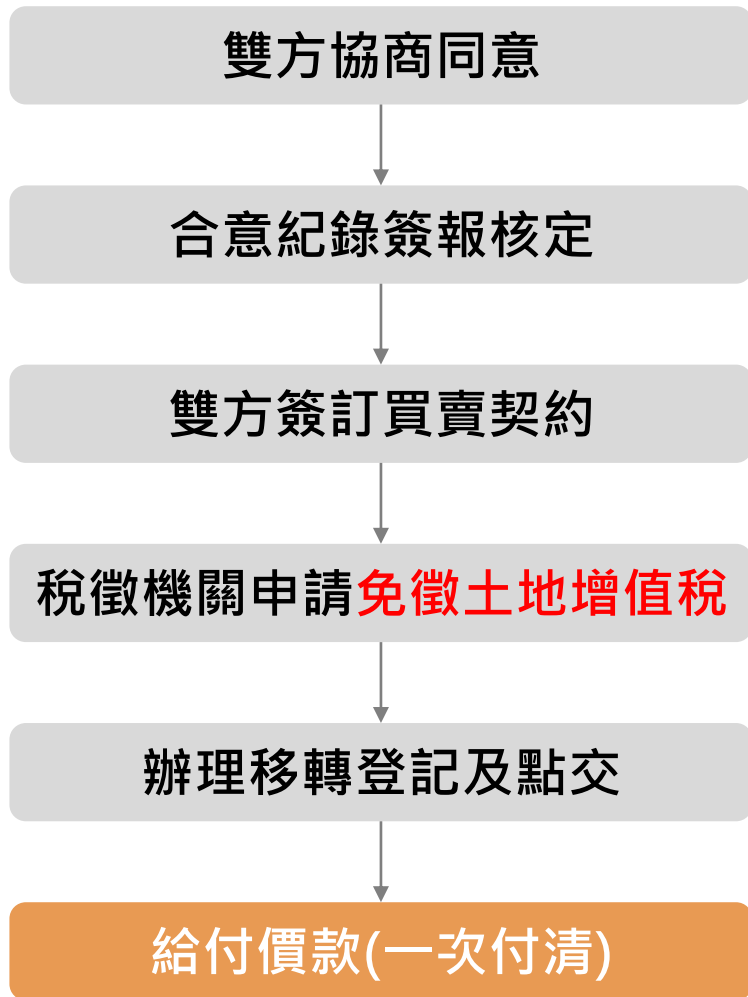 雙方協商同意
合意紀錄簽報核定
雙方簽訂買賣契約
稅徵機關申請免徵土地增值稅
辦理移轉登記及點交
給付價款(一次付清)